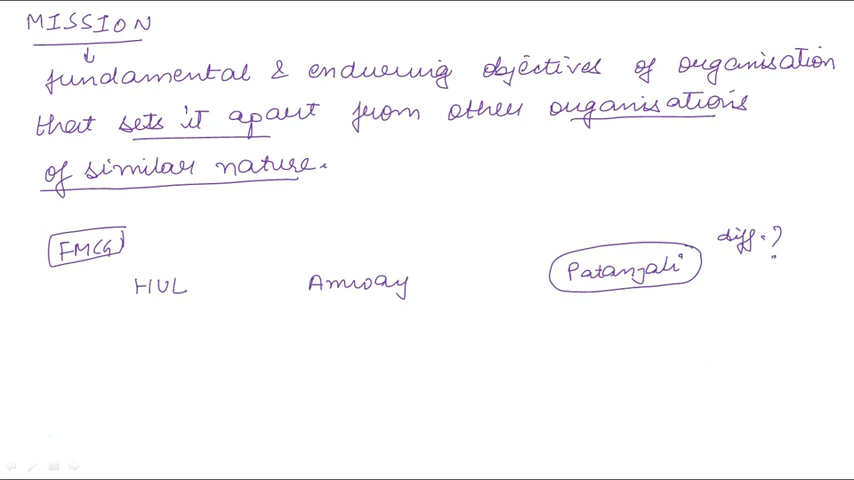 MISSION
fundamental & enduring objectives of organisation
that sets it apart from other organisations
of similar nature.
diff.?
FMCG
HUL Amway Patanjali